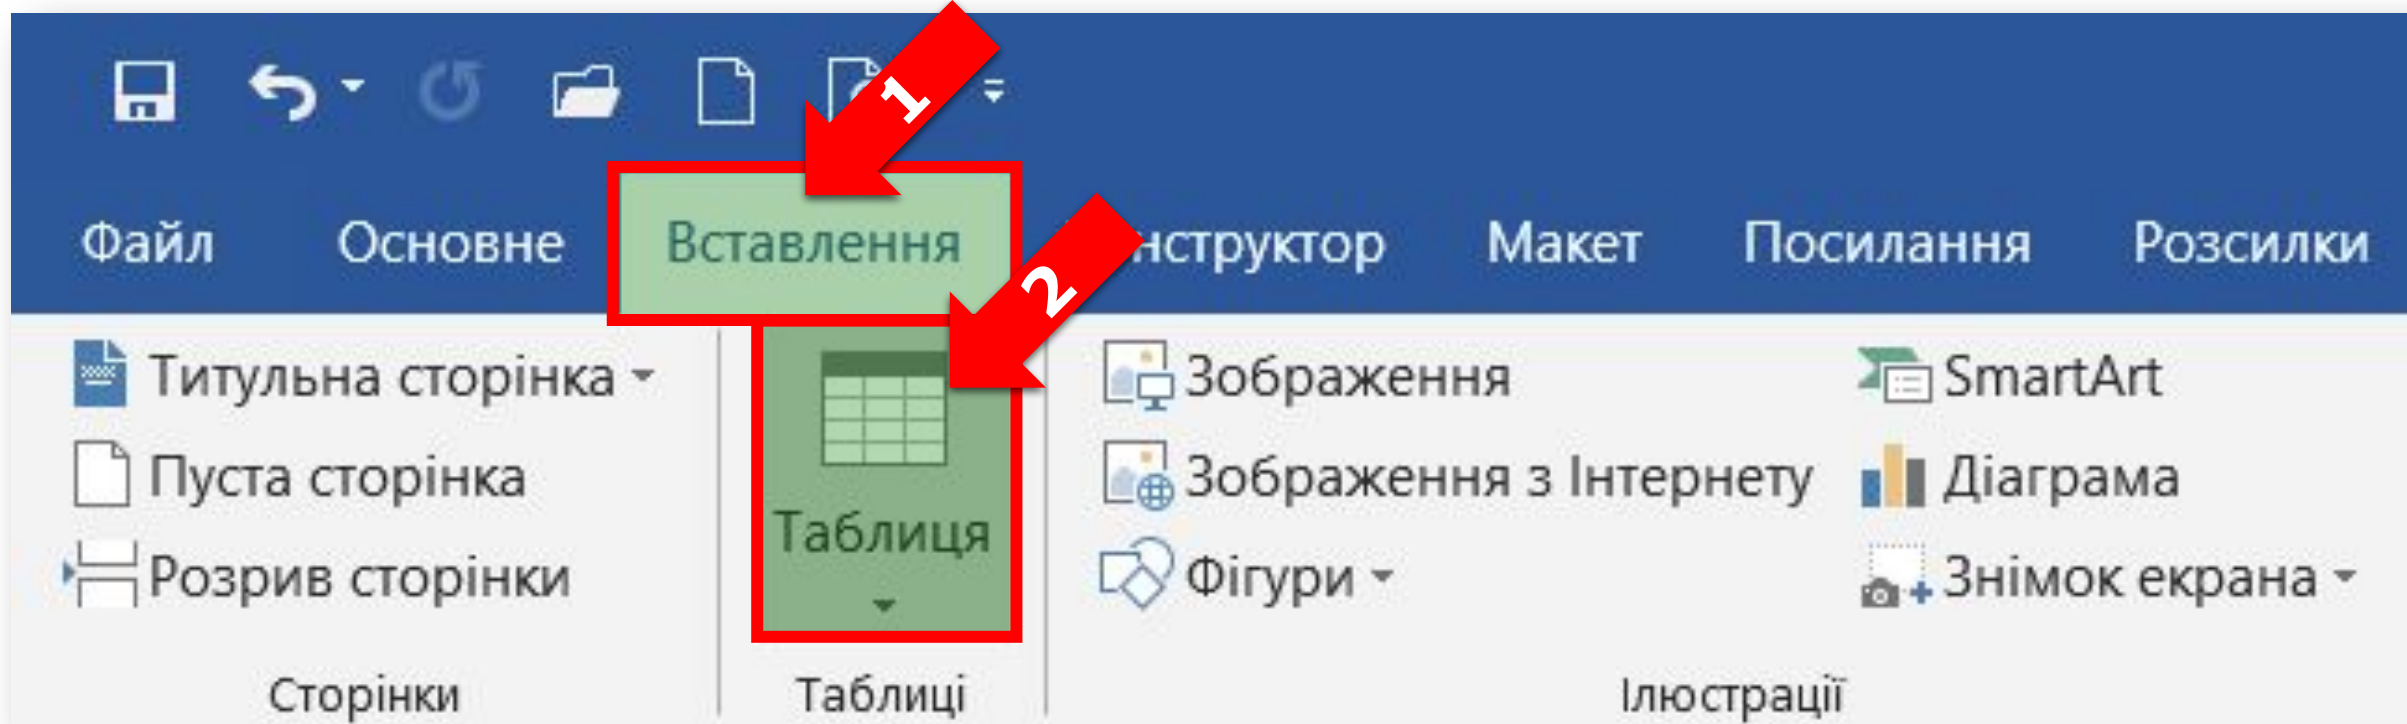 1
Файл Основне Вставлення нструктор Макет Посилання Розсилки
2
Титульна сторінка
Пуста сторінка
Розрив сторінки
Сторінки
Таблиця
Таблиці
Зображення
Зображення з Інтернету
Фігури
SmartArt
Діаграма
Знімок екрана
Ілюстрації